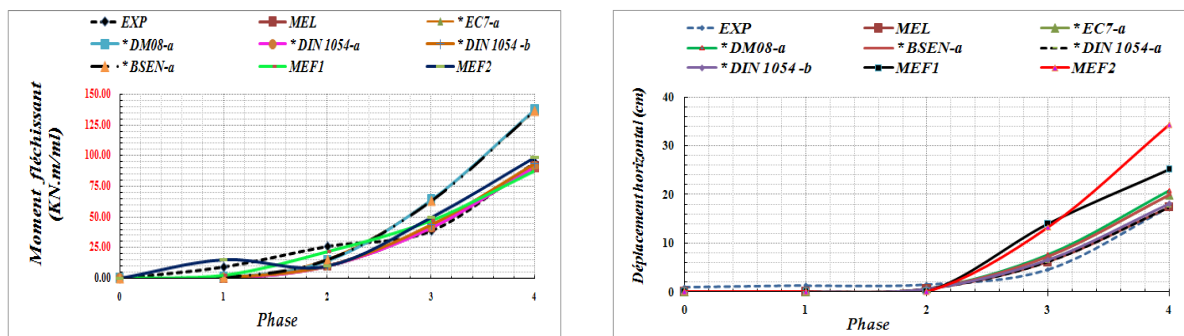 EXP MEL *EC7-a
*DM08-a *DIN 1054-a *DIN 1054 -b
*BSEN-a MEF1 MEF2
Moment fléchissant
(KN.m/ml)
150.00
125.00
100.00
75.00
50.00
25.00
0.00
0 1 2 3 4
Phase
EXP MEL *EC7-a
*DM08-a *BSEN-a *DIN 1054-a
*DIN 1054 -b MEF1 MEF2
Déplacement horizontal (cm)
40
30
20
10
0
0 1 2 3 4
Phase